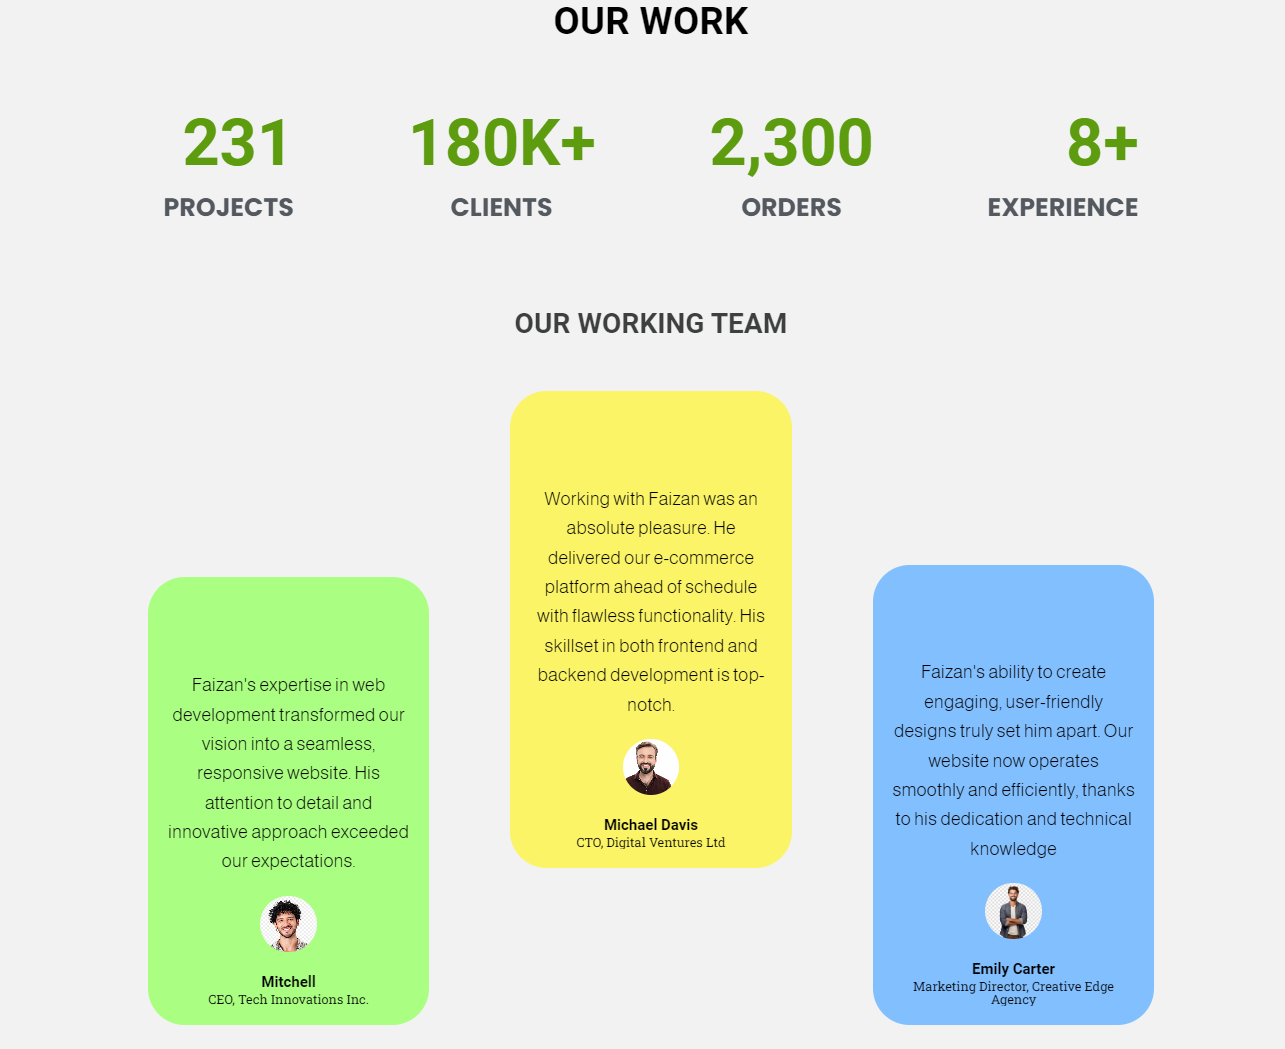 OUR WORK
231
180K+
2,300
8+
PROJECTS
CLIENTS
ORDERS
EXPERIENCE
OUR WORKING TEAM
Faizan's expertise in web
development transformed our
vision into a seamless,
responsive website. His
attention to detail and
innovative approach exceeded
our expectations.
Mitchell
CEO, Tech Innovations Inc.
Working with Faizan was an
absolute pleasure. He
delivered our e-commerce
platform ahead of schedule
with flawless functionality. His
skillset in both frontend and
backend development is top-
notch.
Michael Davis
CTO, Digital Ventures Ltd
Faizan's ability to create
engaging, user-friendly
designs truly set him apart. Our
website now operates
smoothly and efficiently, thanks
to his dedication and technical
knowledge
Emily Carter
Marketing Director, Creative Edge
Agency